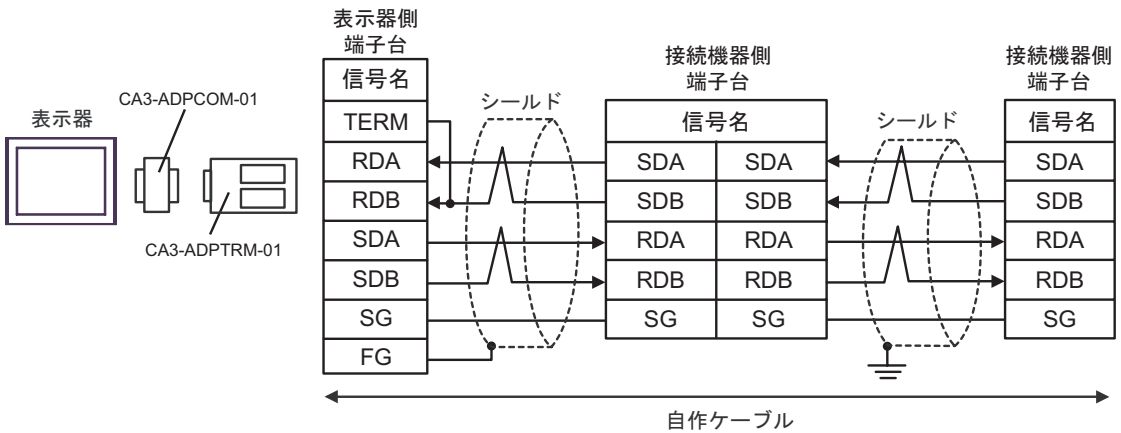 表示器
CA3-ADPCOM-01
CA3-ADPTRM-01
表示器側
端子台
信号名
TERM
RDA
RDB
SDA
SDB
SG
FG
シールド
接続機器側
端子台
信号名
SDA SDA
SDB SDB
RDA RDA
RDB RDB
SG SG
シールド
接続機器側
端子台
信号名
SDA
SDB
RDA
RDB
SG
自作ケーブル